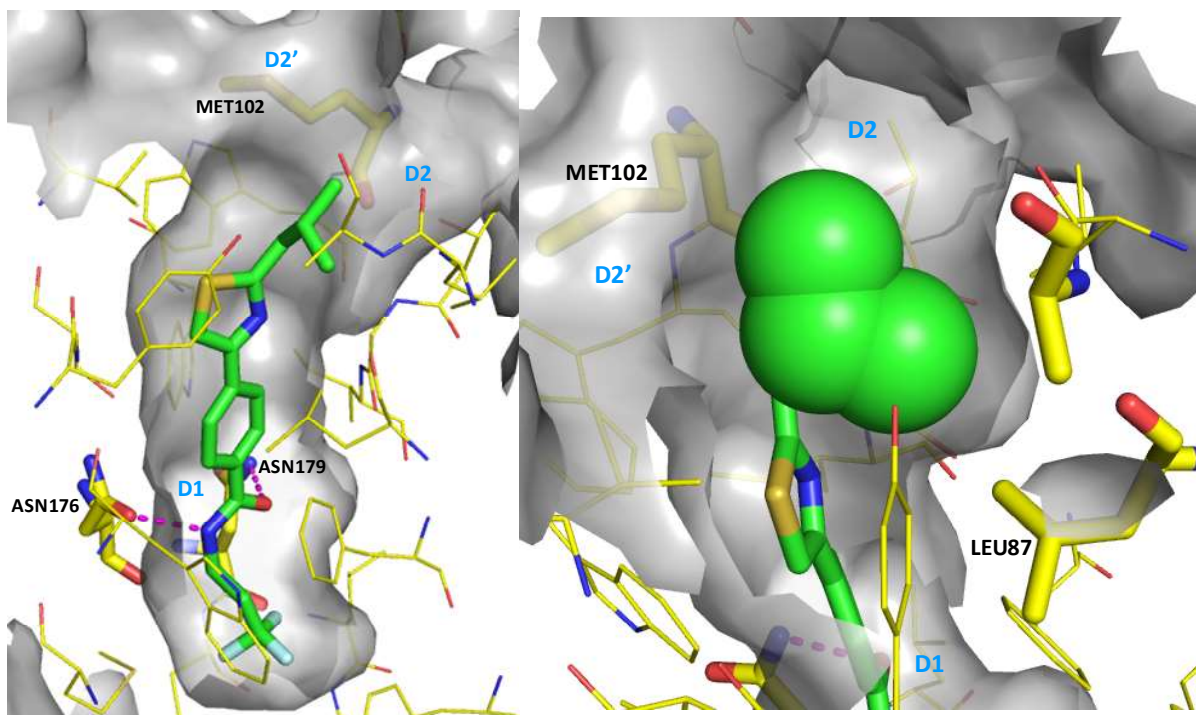 D2’
MET102
D2
ASN179
D1
ASN176
D2
MET102
D2’
LEU87
D1